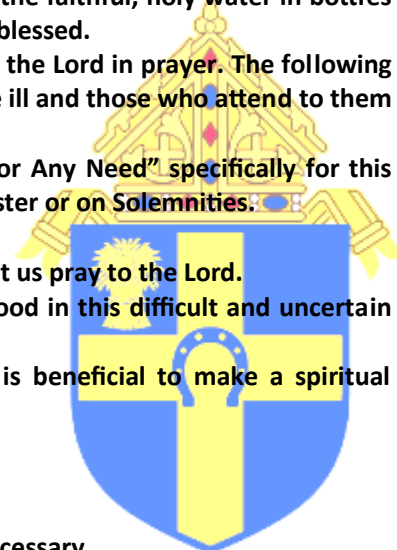 the faithful, holy water in bottles
blessed.
the Lord in prayer. The following
ill and those who attend to them
or Any Need” specifically for this
ster or on Solemnities.
t us pray to the Lord.
ood in this difficult and uncertain
is beneficial to make a spiritual
cessary